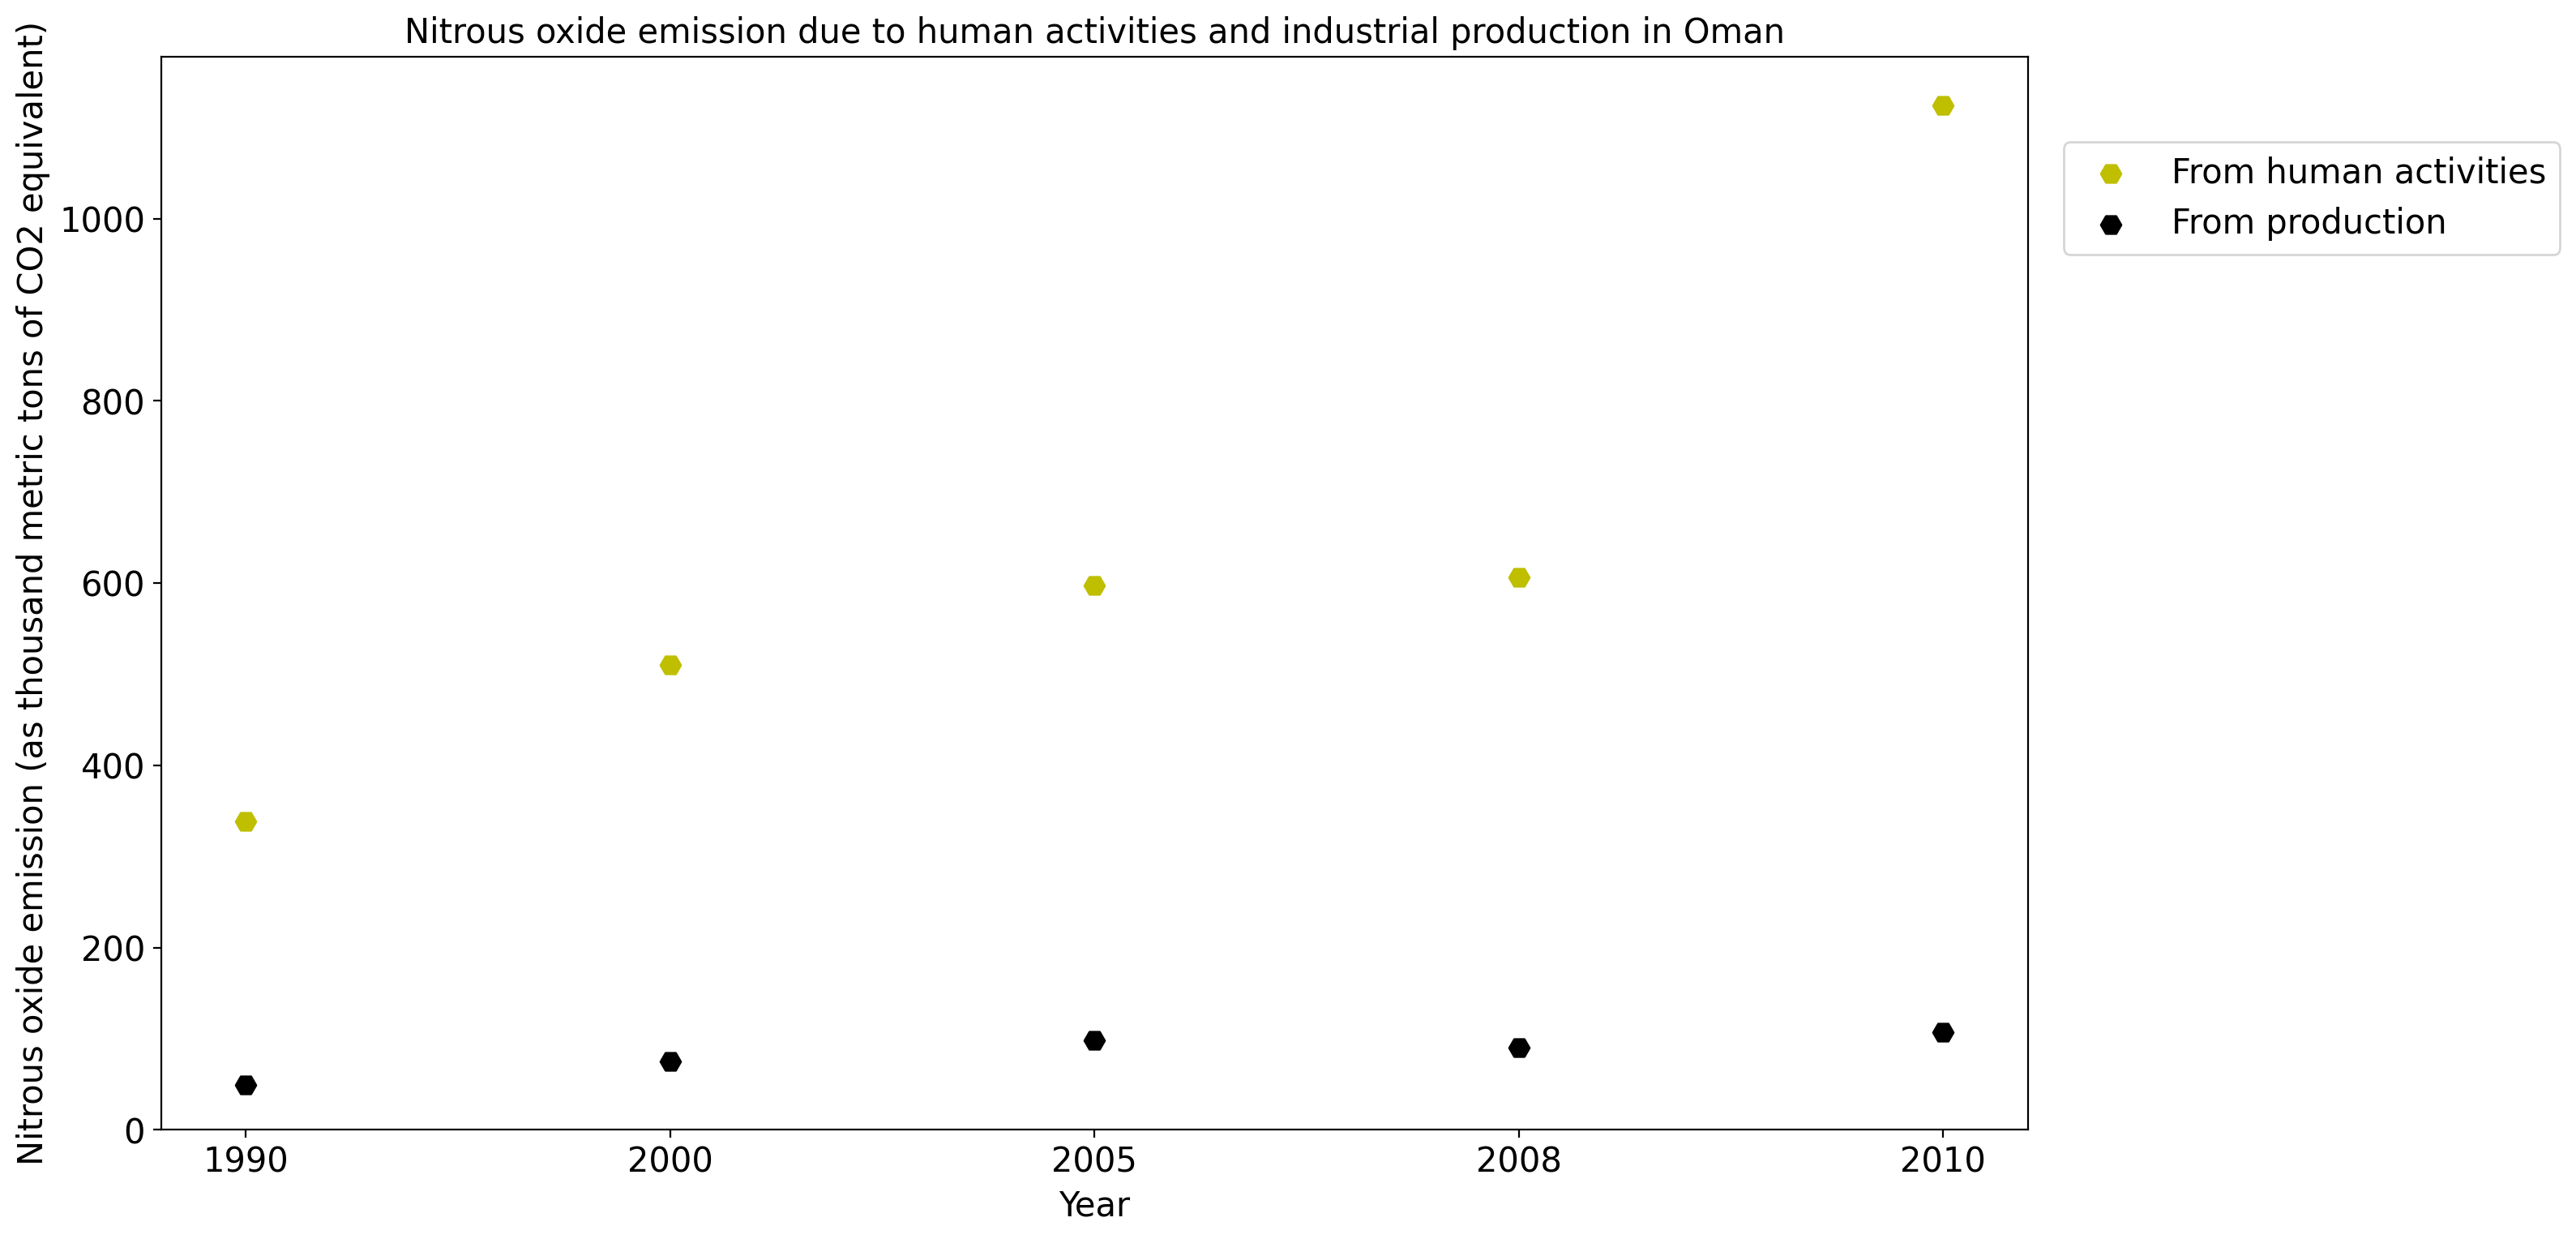 Nitrous oxide emission due to human activities and industrial production in Oman
Nitrous oxide emission (as thousand metric tons of CO2 equivalent)
1000
800
600
400
200
0
1990 2000 2005 2008 2010
Year
From human activities
From production